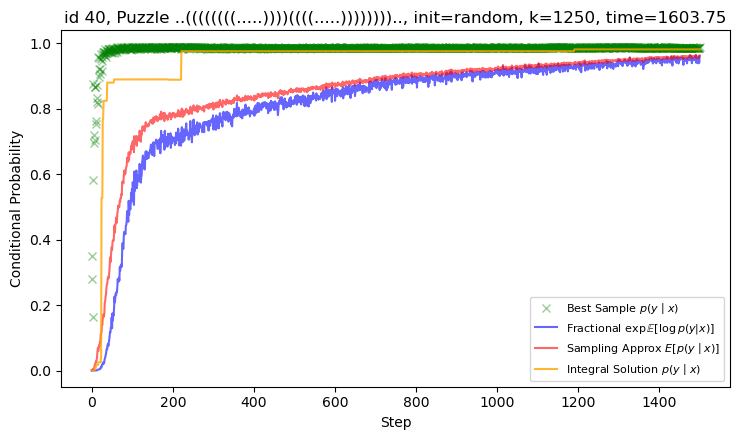 id 40, Puzzle ..((((((((.....))))((((.....)))))))).., init=random, k=1250, time=1603.75
Conditional Probability
1.0
0.8
0.6
0.4
0.2
0.0
Best Sample p(y | x)
Fractional exp𝔼[log p(y|x)]
Sampling Approx E[p(y | x)]
Integral Solution p(y | x)
0 200 400 600 800 1000 1200 1400
Step